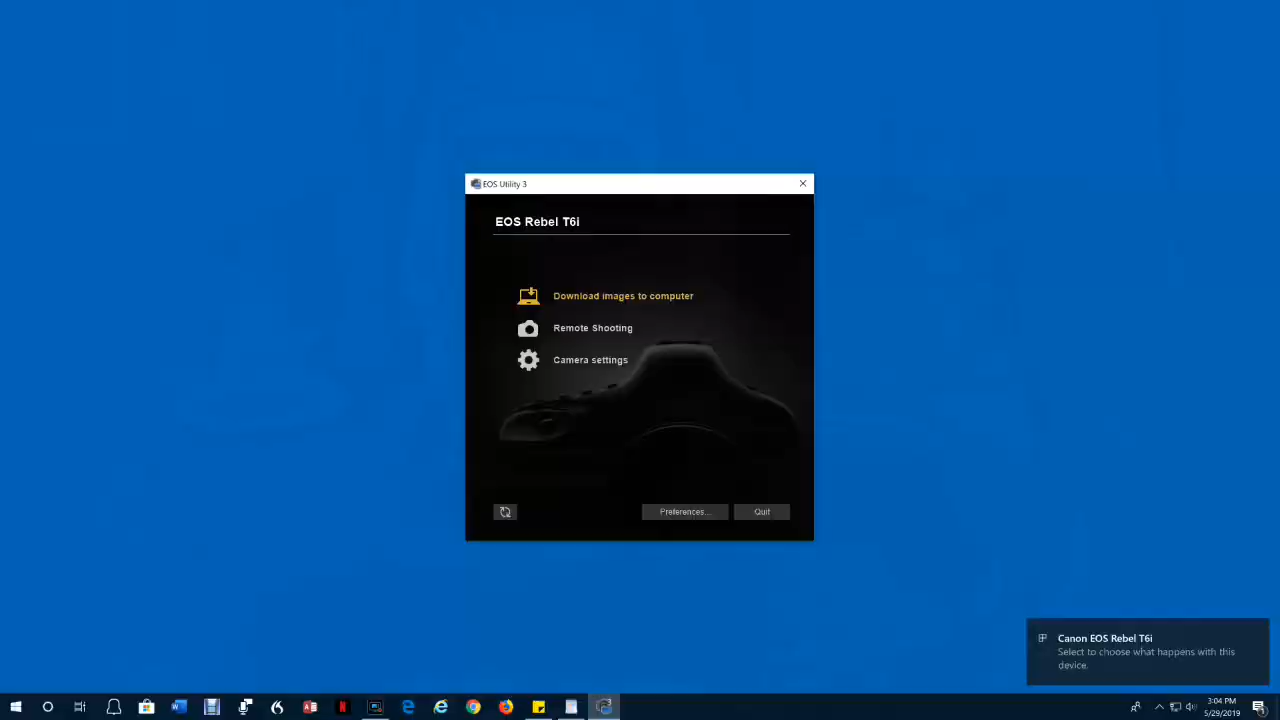 EOS Utility 3
EOS Rebel T6i
Download images to computer
Remote Shooting
Camera settings
Preferences...
Quit
Canon EOS Rebel T6i
Select to choose what happens with this
device.
3:04 PM
5/29/2019